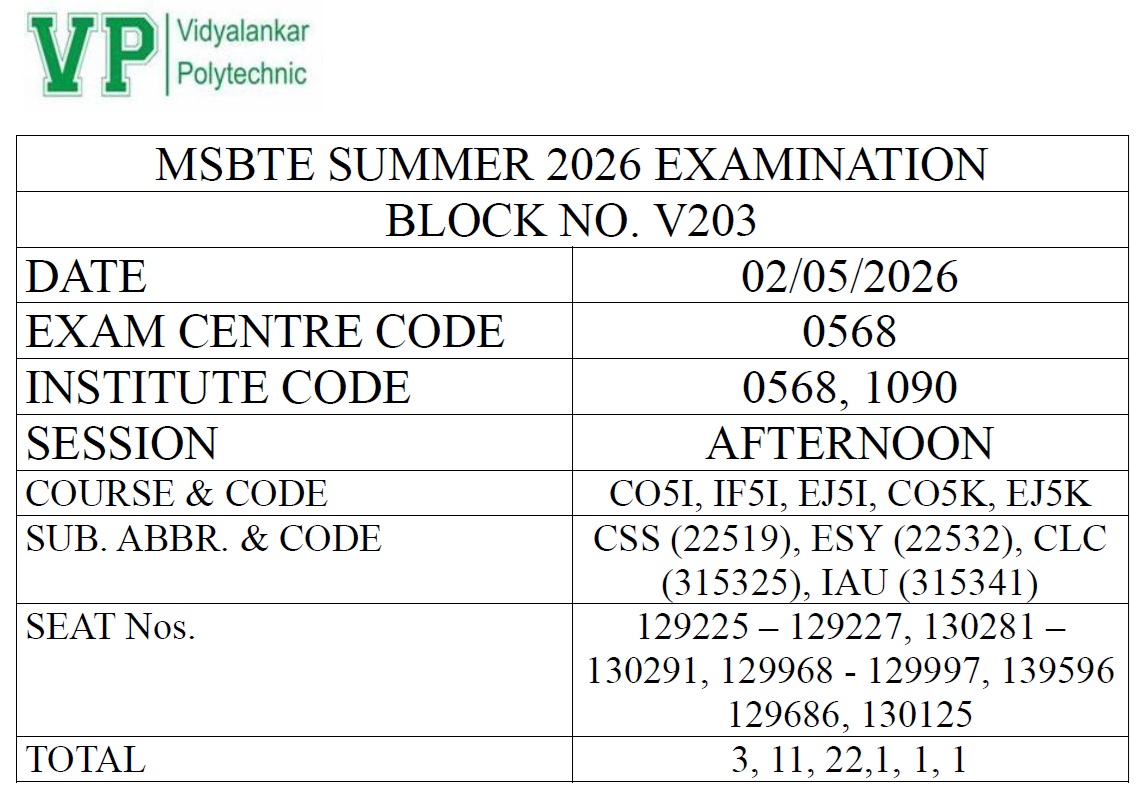 VP
Vidyalankar
Polytechnic
MSBTE SUMMER 2026 EXAMINATION
BLOCK NO. V203
DATE 02/05/2026
EXAM CENTRE CODE 0568
INSTITUTE CODE 0568, 1090
SESSION AFTERNOON
COURSE & CODE CO5I, IF5I, EJ5I, CO5K, EJ5K
SUB. ABBR. & CODE CSS (22519), ESY (22532), CLC
(315325), IAU (315341)
SEAT Nos. 129225 – 129227, 130281 –
130291, 129968 - 129997, 139596
129686, 130125
TOTAL 3, 11, 22,1, 1, 1